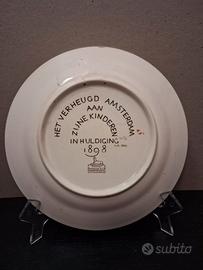 HET VERHEUGD AMSTERDAM
AAN
ZIJNE KINDEREN
IN HULDIGING
1898
subito